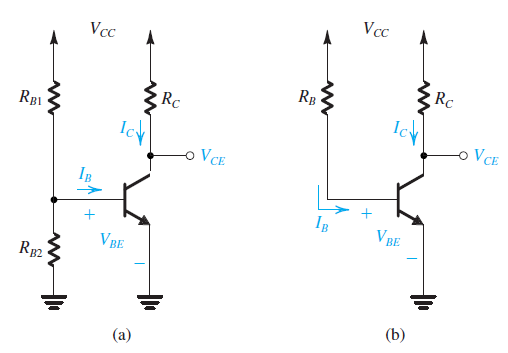 V_CC V_CC
R_B1 R_C R_B R_C
I_C I_C
V_CE V_CE
I_B
+ I_B +
R_B2 V_BE V_BE
− −
(a) (b)